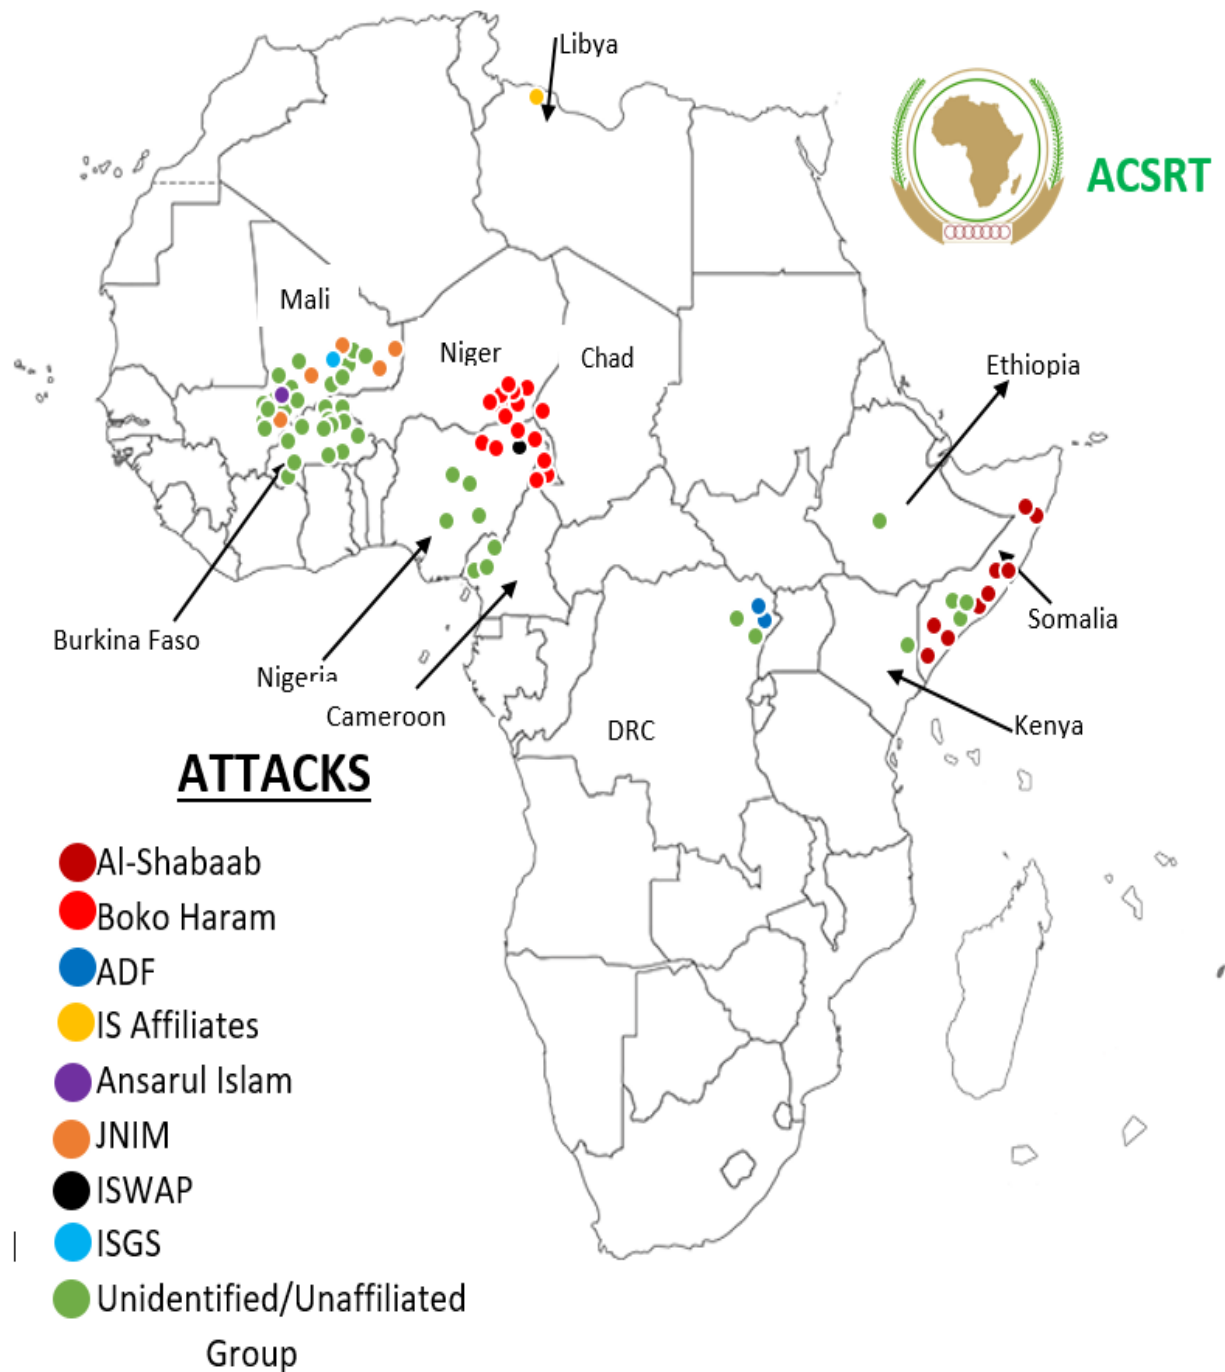 Libya
ACSRT
Mali
Niger
Chad
Ethiopia
Somalia
Burkina Faso
Nigeria
Cameroon
Kenya
DRC
ATTACKS
Al-Shabaab
Boko Haram
ADF
IS Affiliates
Ansarul Islam
JNIM
ISWAP
ISGS
Unidentified/Unaffiliated
Group